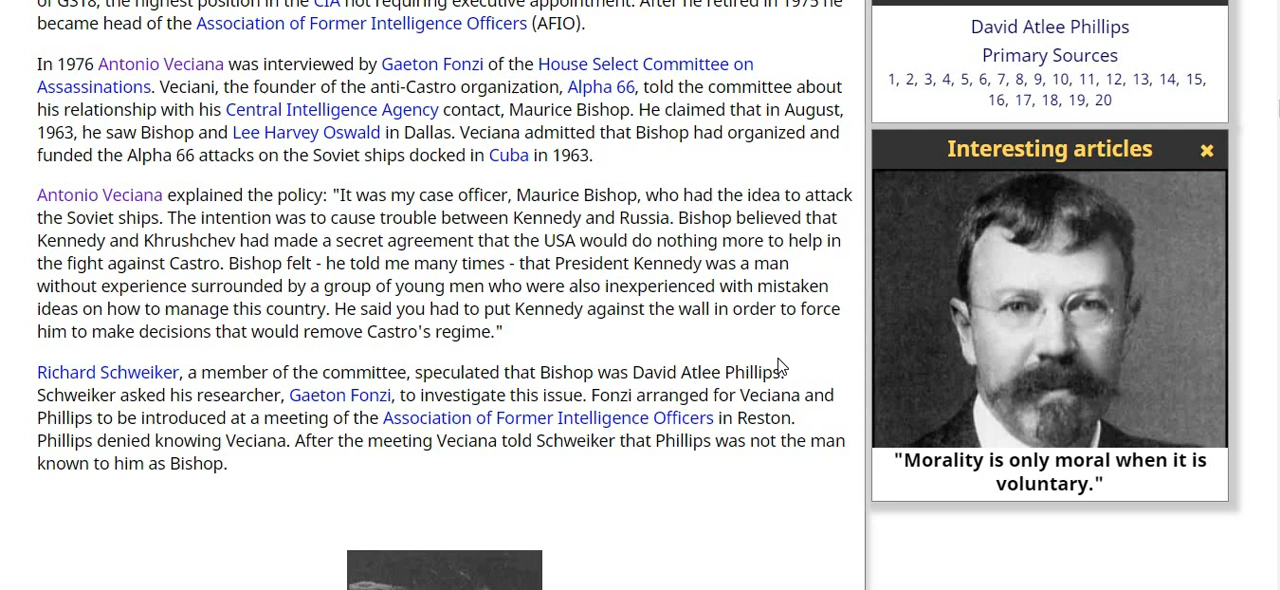 of GS18, the highest position in the CIA not requiring executive appointment. After he retired in 1975 he
became head of the Association of Former Intelligence Officers (AFIO).
In 1976 Antonio Veciana was interviewed by Gaeton Fonzi of the House Select Committee on
Assassinations. Veciani, the founder of the anti-Castro organization, Alpha 66, told the committee about
his relationship with his Central Intelligence Agency contact, Maurice Bishop. He claimed that in August,
1963, he saw Bishop and Lee Harvey Oswald in Dallas. Veciana admitted that Bishop had organized and
funded the Alpha 66 attacks on the Soviet ships docked in Cuba in 1963.
Antonio Veciana explained the policy: "It was my case officer, Maurice Bishop, who had the idea to attack
the Soviet ships. The intention was to cause trouble between Kennedy and Russia. Bishop believed that
Kennedy and Khrushchev had made a secret agreement that the USA would do nothing more to help in
the fight against Castro. Bishop felt - he told me many times - that President Kennedy was a man
without experience surrounded by a group of young men who were also inexperienced with mistaken
ideas on how to manage this country. He said you had to put Kennedy against the wall in order to force
him to make decisions that would remove Castro's regime."
Richard Schweiker, a member of the committee, speculated that Bishop was David Atlee Phillips.
Schweiker asked his researcher, Gaeton Fonzi, to investigate this issue. Fonzi arranged for Veciana and
Phillips to be introduced at a meeting of the Association of Former Intelligence Officers in Reston.
Phillips denied knowing Veciana. After the meeting Veciana told Schweiker that Phillips was not the man
known to him as Bishop.
David Atlee Phillips
Primary Sources
1, 2, 3, 4, 5, 6, 7, 8, 9, 10, 11, 12, 13, 14, 15,
16, 17, 18, 19, 20
Interesting articles
"Morality is only moral when it is
voluntary."